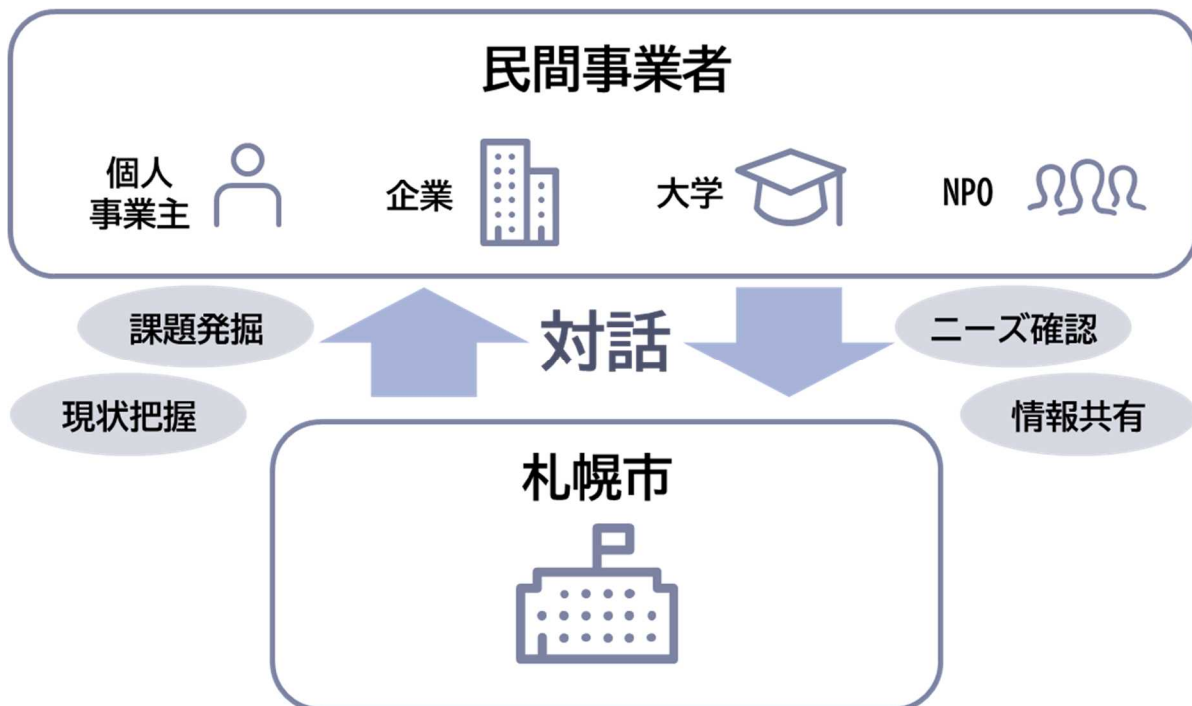 民間事業者
個人
事業主
企業
大学
NPO
課題発掘
現状把握
対話
ニーズ確認
情報共有
札幌市